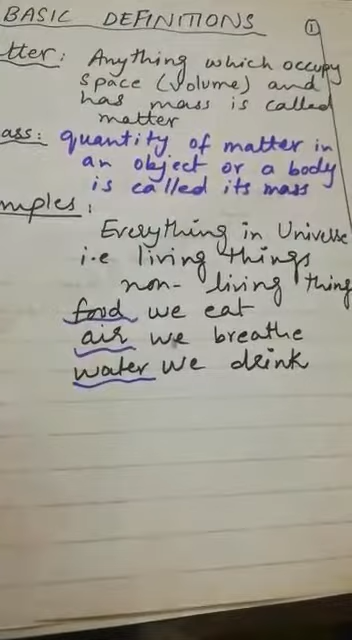 BASIC DEFINITIONS ①
tter: Anything which occupy
space (volume) and
has mass is called
matter
ass: quantity of matter in
an object or a body
is called its mass
mples:
Everything in Universe
i.e living things
non-living thing
food we eat
air we breathe
water we drink